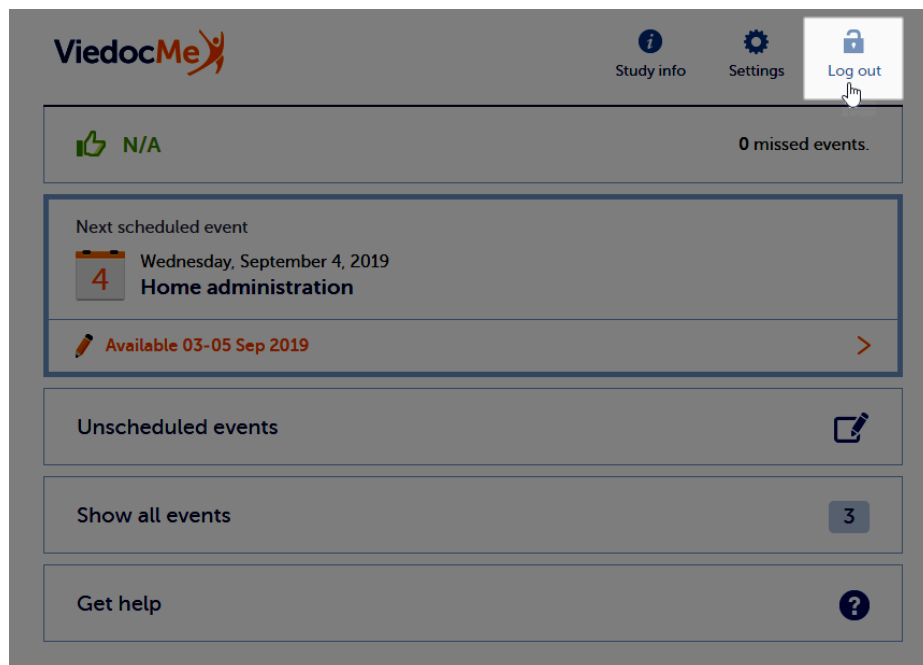 ViedocMe
Study info
Settings
Log out
N/A
0 missed events.
Next scheduled event
4
Wednesday, September 4, 2019
Home administration
Available 03-05 Sep 2019
Unscheduled events
Show all events
3
Get help